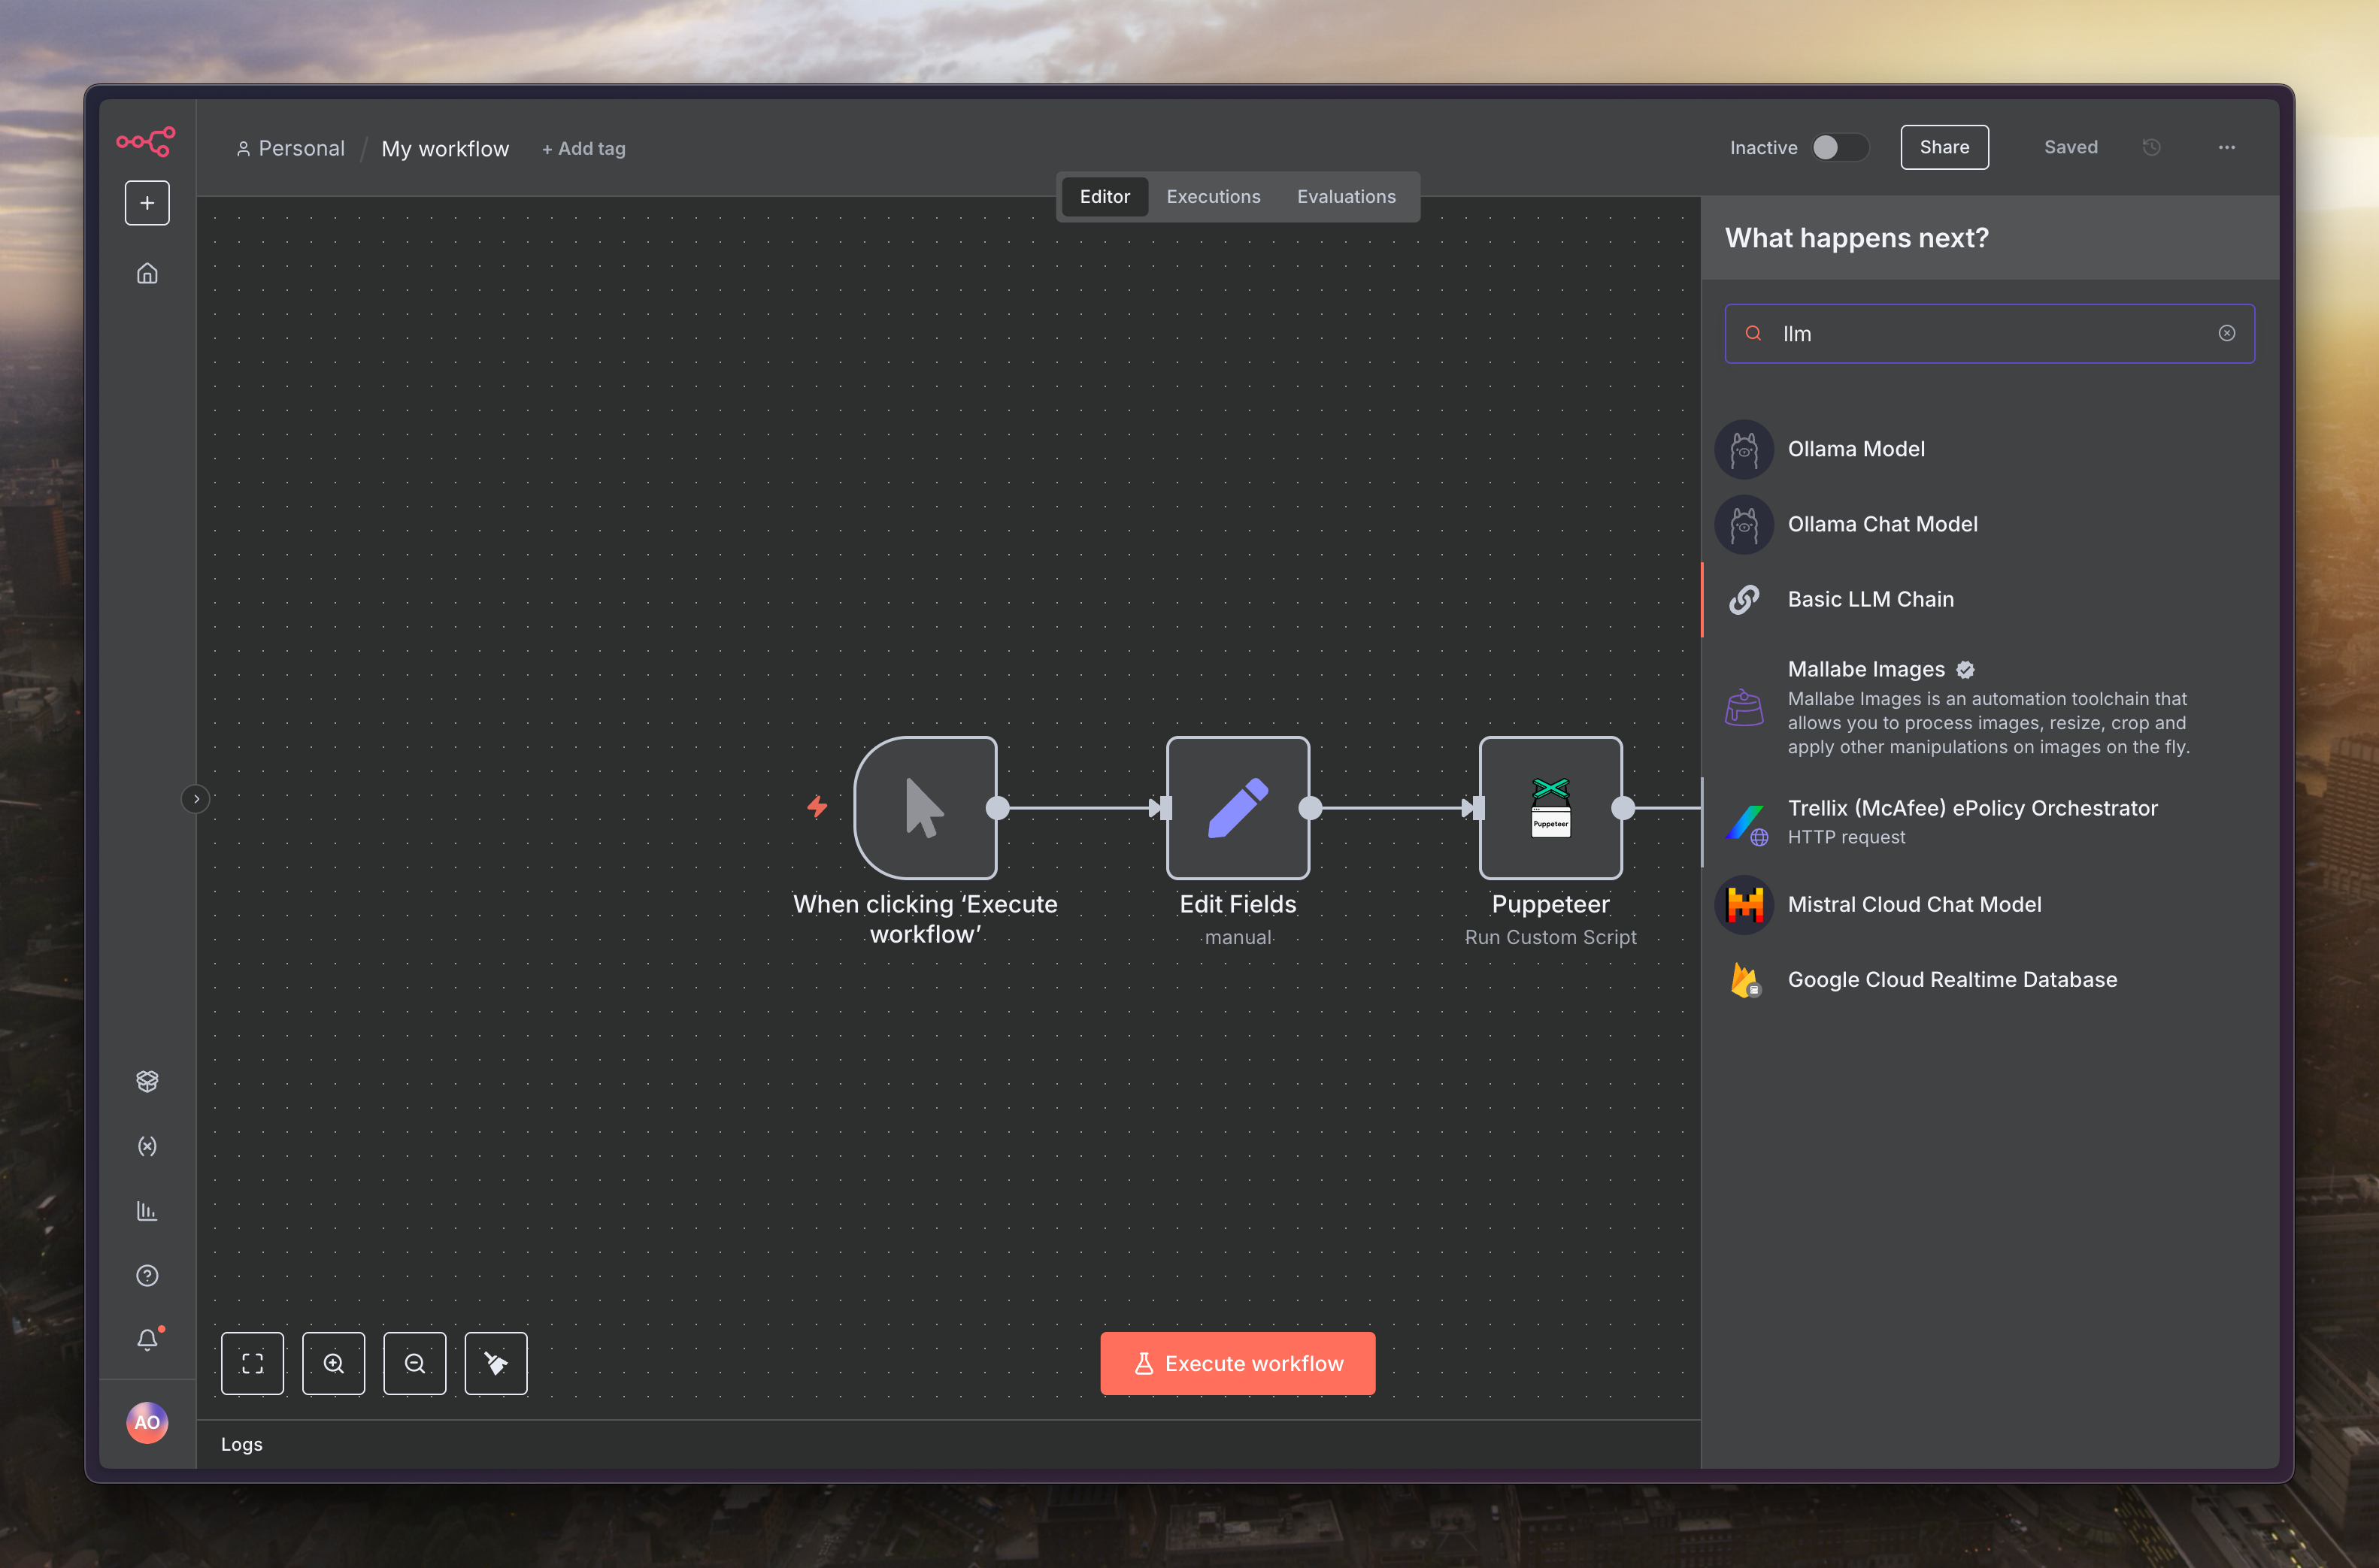 Personal / My workflow + Add tag
Inactive
Share
Saved
Editor
Executions
Evaluations
What happens next?
llm
Ollama Model
Ollama Chat Model
Basic LLM Chain
Mallabe Images
Mallabe Images is an automation toolchain that
allows you to process images, resize, crop and
apply other manipulations on images on the fly.
Trellix (McAfee) ePolicy Orchestrator
HTTP request
Mistral Cloud Chat Model
Google Cloud Realtime Database
Puppeteer
When clicking ‘Execute
workflow’
Edit Fields
manual
Puppeteer
Run Custom Script
Execute workflow
AO
Logs